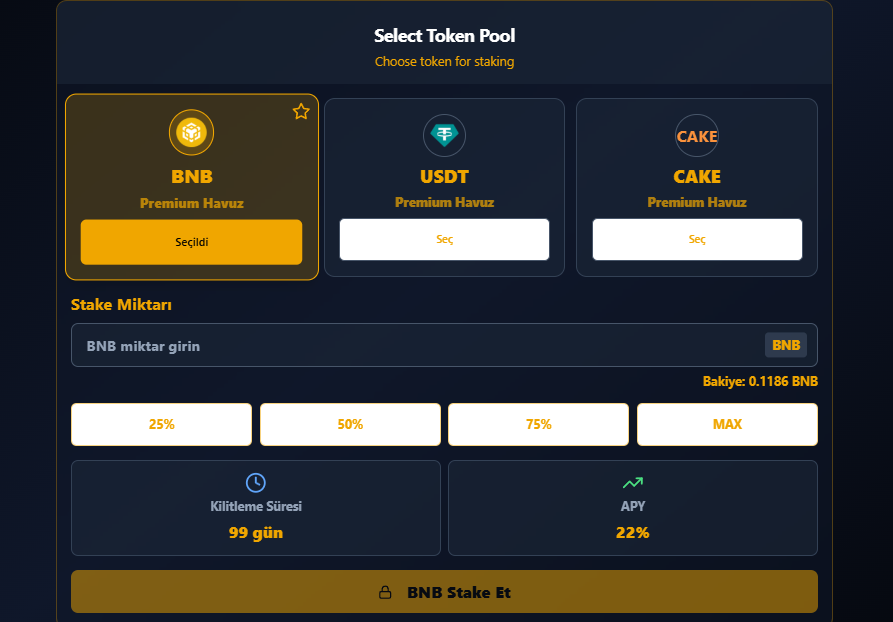 Select Token Pool
Choose token for staking
BNB
Premium Havuz
Seçildi
USDT
Premium Havuz
Seç
CAKE
CAKE
Premium Havuz
Seç
Stake Miktarı
BNB miktar girin
BNB
Bakiye: 0.1186 BNB
25%
50%
75%
MAX
Kilitleme Süresi
99 gün
APY
22%
BNB Stake Et